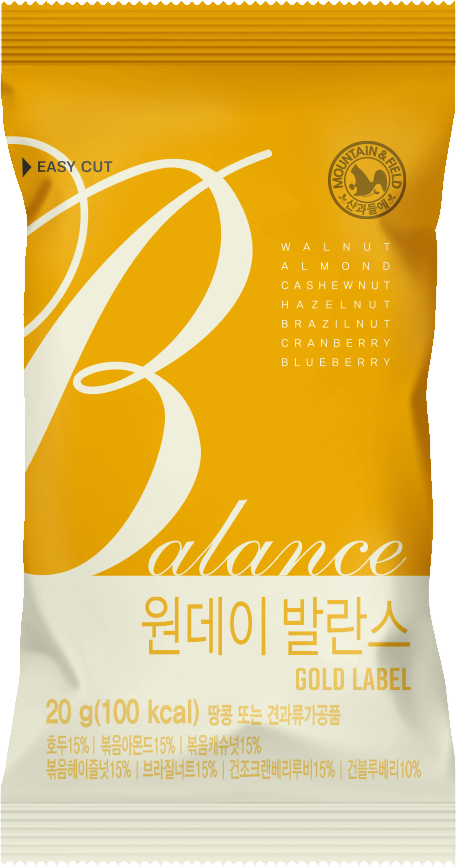 EASY CUT
MOUNTAIN & FIELD
산과들에
WALNUT
ALMOND
CASHEWNUT
HAZELNUT
BRAZILNUT
CRANBERRY
BLUEBERRY
Balance
원데이 발란스
GOLD LABEL
20 g(100 kcal) 땅콩 또는 견과류가공품
호두15% | 볶음아몬드15% | 볶음캐슈넛15%
볶음헤이즐넛15% | 브라질너트15% | 건조크랜베리루비15% | 건블루베리10%